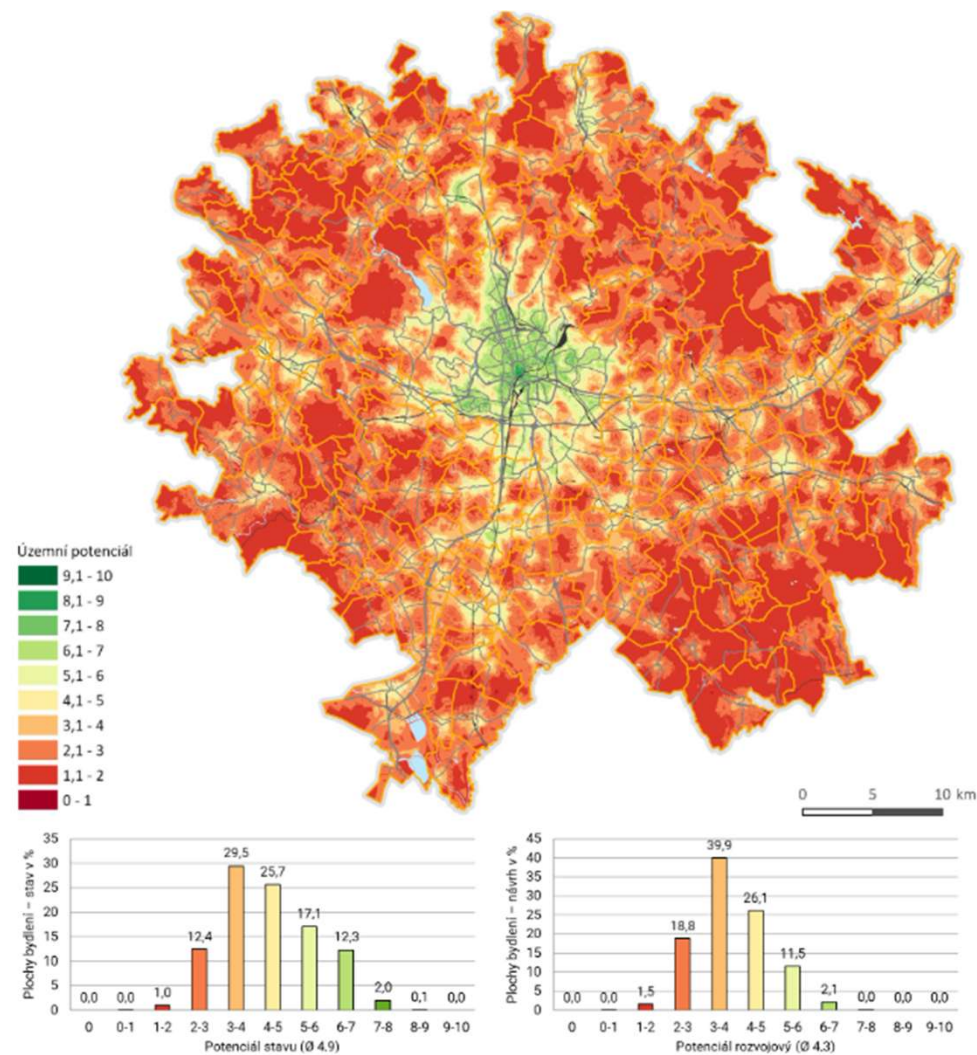 Územní potenciál
9,1 - 10
8,1 - 9
7,1 - 8
6,1 - 7
5,1 - 6
4,1 - 5
3,1 - 4
2,1 - 3
1,1 - 2
0 - 1
0 5 10 km
Plochy bydlení – stav v %
35
30
25
20
15
10
5
0
0,0 0,0 1,0 12,4 29,5 25,7 17,1 12,3 2,0 0,1 0,0
0 0-1 1-2 2-3 3-4 4-5 5-6 6-7 7-8 8-9 9-10
Potenciál stavu (Ø 4,9)
Plochy bydlení – návrh v %
45
40
35
30
25
20
15
10
5
0
0,0 0,0 1,5 18,8 39,9 26,1 11,5 2,1 0,0 0,0 0,0
0 0-1 1-2 2-3 3-4 4-5 5-6 6-7 7-8 8-9 9-10
Potenciál rozvojový (Ø 4,3)